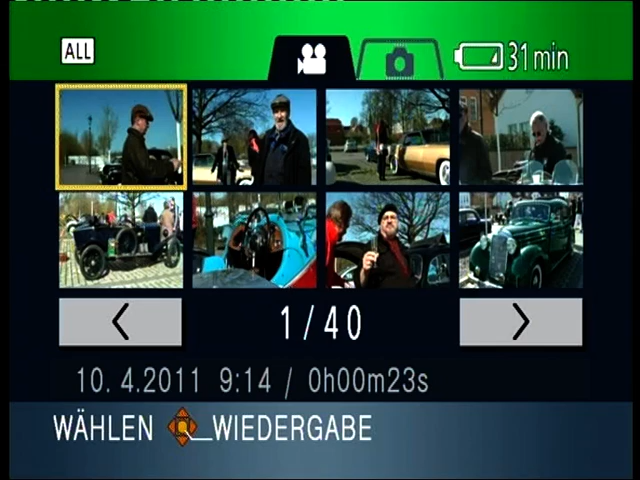 ALL
31 min
1 / 40
10. 4.2011 9:14 / 0h00m23s
WÄHLEN WIEDERGABE